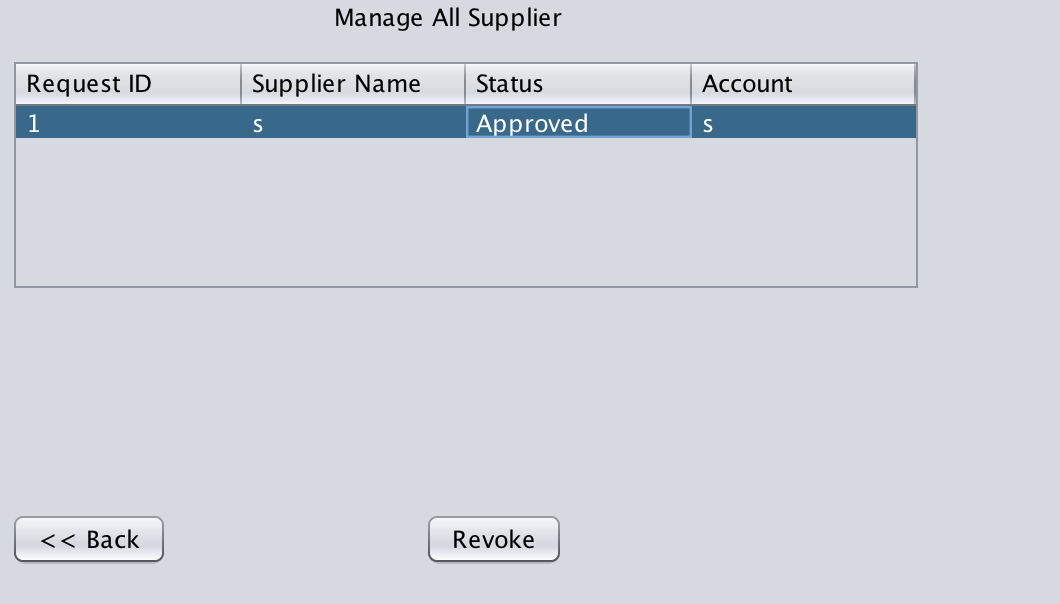 Manage All Supplier
Request ID Supplier Name Status Account
1 s Approved s
<< Back Revoke